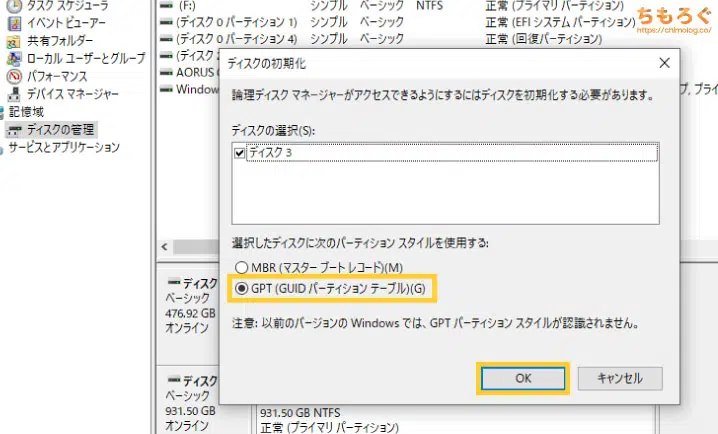 タスク スケジューラ
イベント ビューアー
共有フォルダー
ローカル ユーザーとグループ
パフォーマンス
デバイス マネージャー
記憶域
ディスクの管理
サービスとアプリケーション
(F:) シンプル ベーシック NTFS 正常 (プライマリ パーティション)
(ディスク 0 パーティション 1) シンプル ベーシック 正常 (EFI システム パーティション)
(ディスク 0 パーティション 4) シンプル ベーシック 正常 (回復パーティション)
(ディスク
AORUS
Window
プ, プライ
ちもろぐ
https://chimolog.co/
ディスクの初期化
論理ディスク マネージャーがアクセスできるようにするにはディスクを初期化する必要があります。
ディスクの選択(S):
ディスク 3
選択したディスクに次のパーティション スタイルを使用する:
MBR (マスター ブート レコード)(M)
GPT (GUID パーティション テーブル)(G)
注意: 以前のバージョンの Windows では、GPT パーティション スタイルが認識されません。
OK キャンセル
ディスク
ベーシック
476.92 GB
オンライン
ディスク
ベーシック
931.50 GB
オンライン
931.50 GB NTFS
正常 (プライマリ パーティション)